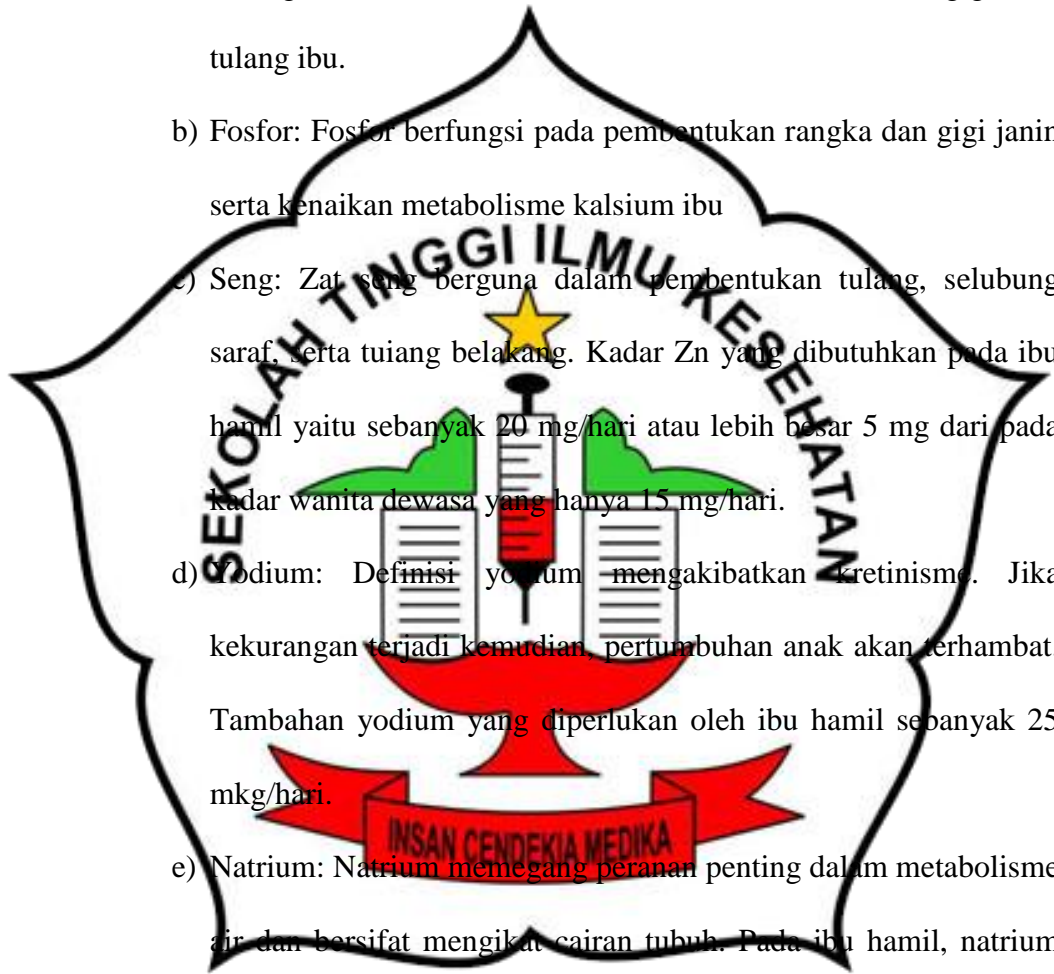 tulang ibu.
b) Fosfor: Fosfor berfungsi pada pembentukan rangka dan gigi janin
serta kenaikan metabolisme kalsium ibu
c) Seng: Zat seng berguna dalam pembentukan tulang, selubung
saraf, serta tuiang belakang. Kadar Zn yang dibutuhkan pada ibu
hamil yaitu sebanyak 20 mg/hari atau lebih besar 5 mg dari pada
kadar wanita dewasa yang hanya 15 mg/hari.
d) Yodium: Definisi yodium mengakibatkan kretinisme. Jika
kekurangan terjadi kemudian, pertumbuhan anak akan terhambat.
Tambahan yodium yang diperlukan oleh ibu hamil sebanyak 25
mkg/hari.
e) Natrium: Natrium memegang peranan penting dalam metabolisme
air dan bersifat mengikat cairan tubuh. Pada ibu hamil, natrium
SEKOLAH TINGGI ILMU KESEHATAN
INSAN CENDEKIA MEDIKA